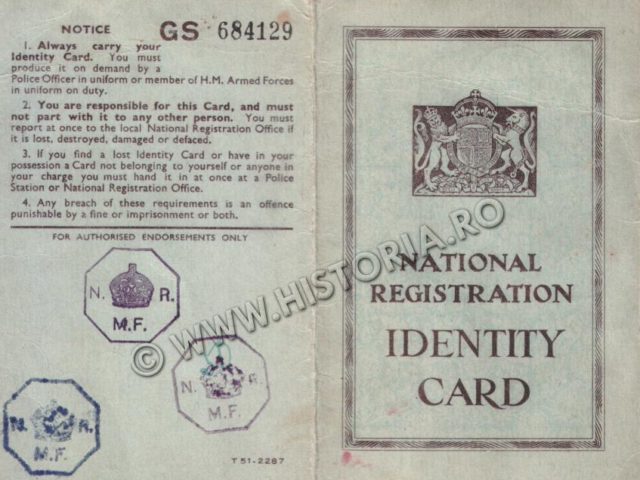 NOTICE GS 684129
1. Always carry your
Identity Card. You must
produce it on demand by a
Police Officer in uniform or member of H.M. Armed Forces
in uniform on duty.
2. You are responsible for this Card, and must
not part with it to any other person. You must
report at once to the local National Registration Office if
it is lost, destroyed, damaged or defaced.
3. If you find a lost Identity Card or have in your
possession a Card not belonging to yourself or anyone in
your charge you must hand it in at once at a Police
Station or National Registration Office.
4. Any breach of these requirements is an offence
punishable by a fine or imprisonment or both.
FOR AUTHORISED ENDORSEMENTS ONLY
N. R.
M.F.
N. R.
M.F.
N. R.
M.F.
T 51-2287
NATIONAL
REGISTRATION
IDENTITY
CARD
© WWW.HISTORIA.RO